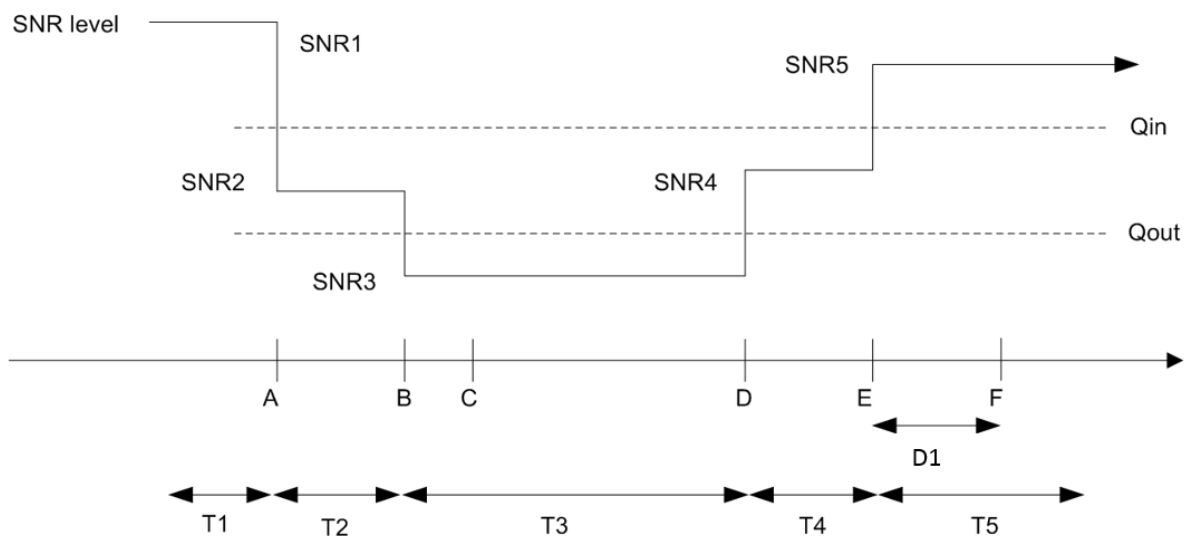 SNR level
SNR1
SNR5
Qin
SNR2
SNR4
Qout
SNR3
A
B
C
D
E
F
D1
T1
T2
T3
T4
T5